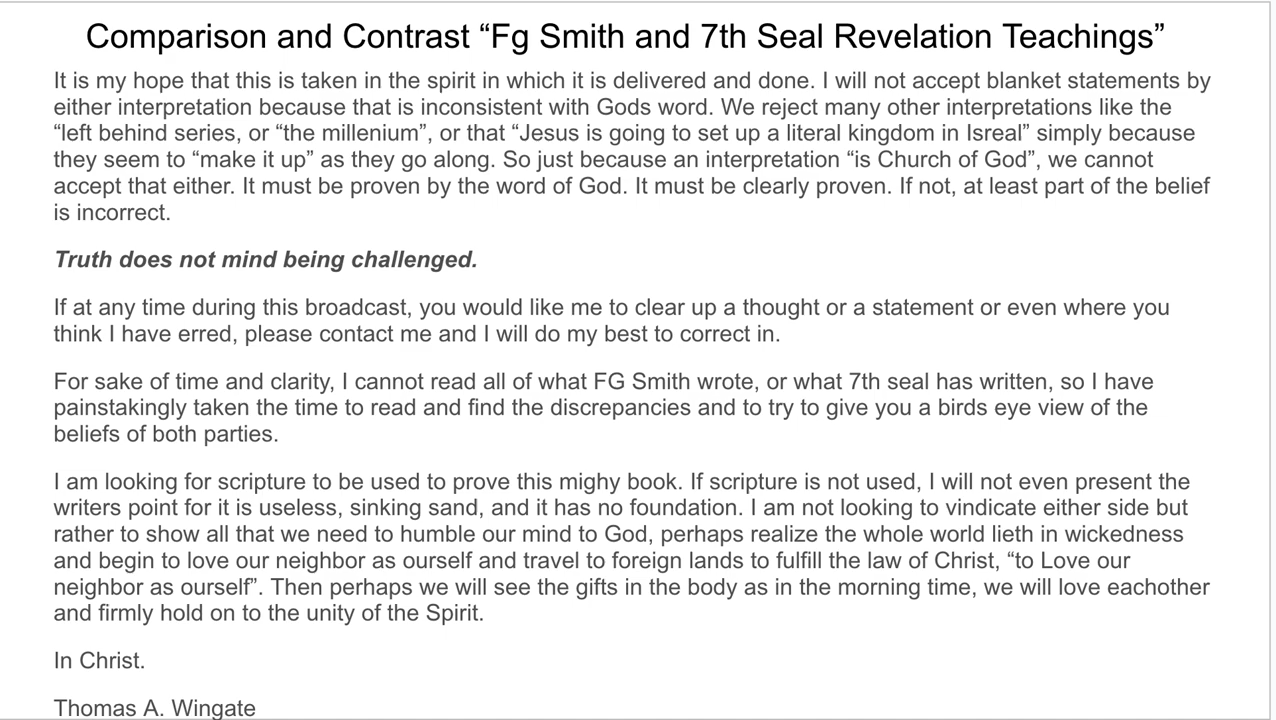 Comparison and Contrast “Fg Smith and 7th Seal Revelation Teachings”
It is my hope that this is taken in the spirit in which it is delivered and done. I will not accept blanket statements by
either interpretation because that is inconsistent with Gods word. We reject many other interpretations like the
“left behind series, or “the millenium”, or that “Jesus is going to set up a literal kingdom in Isreal” simply because
they seem to “make it up” as they go along. So just because an interpretation “is Church of God”, we cannot
accept that either. It must be proven by the word of God. It must be clearly proven. If not, at least part of the belief
is incorrect.
Truth does not mind being challenged.
If at any time during this broadcast, you would like me to clear up a thought or a statement or even where you
think I have erred, please contact me and I will do my best to correct in.
For sake of time and clarity, I cannot read all of what FG Smith wrote, or what 7th seal has written, so I have
painstakingly taken the time to read and find the discrepancies and to try to give you a birds eye view of the
beliefs of both parties.
I am looking for scripture to be used to prove this mighy book. If scripture is not used, I will not even present the
writers point for it is useless, sinking sand, and it has no foundation. I am not looking to vindicate either side but
rather to show all that we need to humble our mind to God, perhaps realize the whole world lieth in wickedness
and begin to love our neighbor as ourself and travel to foreign lands to fulfill the law of Christ, “to Love our
neighbor as ourself”. Then perhaps we will see the gifts in the body as in the morning time, we will love eachother
and firmly hold on to the unity of the Spirit.
In Christ.
Thomas A. Wingate